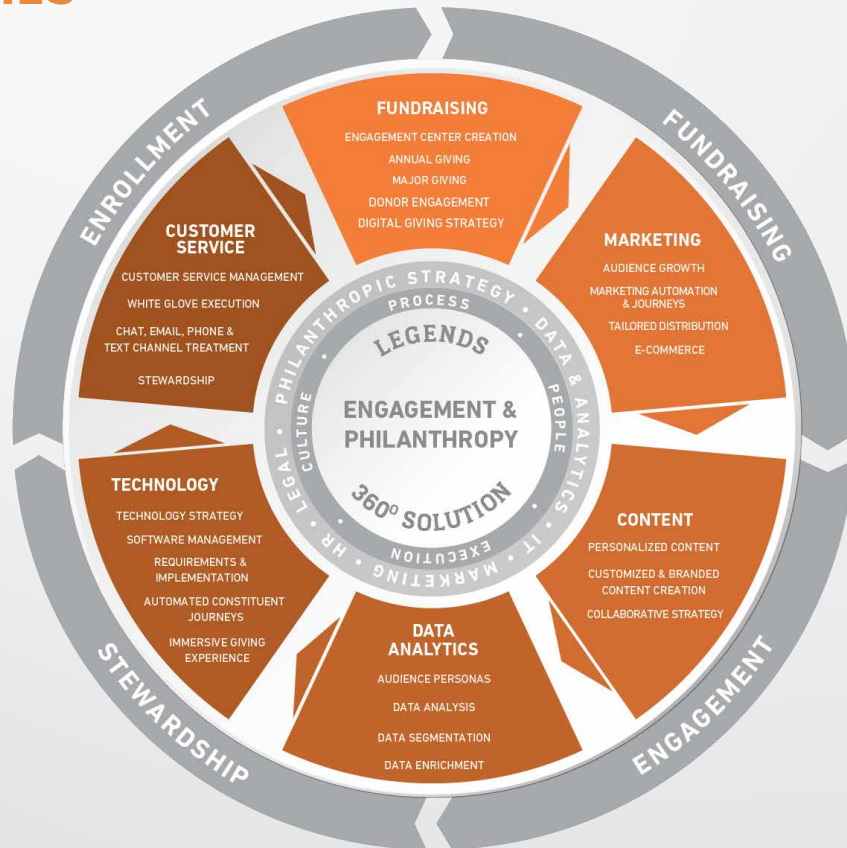 ENROLLMENT
FUNDRAISING
ENGAGEMENT
STEWARDSHIP
FUNDRAISING
ENGAGEMENT CENTER CREATION
ANNUAL GIVING
MAJOR GIVING
DONOR ENGAGEMENT
DIGITAL GIVING STRATEGY
MARKETING
AUDIENCE GROWTH
MARKETING AUTOMATION
& JOURNEYS
TAILORED DISTRIBUTION
E-COMMERCE
CONTENT
PERSONALIZED CONTENT
CUSTOMIZED & BRANDED
CONTENT CREATION
COLLABORATIVE STRATEGY
DATA
ANALYTICS
AUDIENCE PERSONAS
DATA ANALYSIS
DATA SEGMENTATION
DATA ENRICHMENT
TECHNOLOGY
TECHNOLOGY STRATEGY
SOFTWARE MANAGEMENT
REQUIREMENTS &
IMPLEMENTATION
AUTOMATED CONSTITUENT
JOURNEYS
IMMERSIVE GIVING
EXPERIENCE
CUSTOMER
SERVICE
CUSTOMER SERVICE MANAGEMENT
WHITE GLOVE EXECUTION
CHAT, EMAIL, PHONE &
TEXT CHANNEL TREATMENT
STEWARDSHIP
PHILANTHROPIC STRATEGY • DATA & ANALYTICS • IT • MARKETING • HR • LEGAL •
PROCESS • PEOPLE • EXECUTION • CULTURE •
LEGENDS
ENGAGEMENT &
PHILANTHROPY
360º SOLUTION